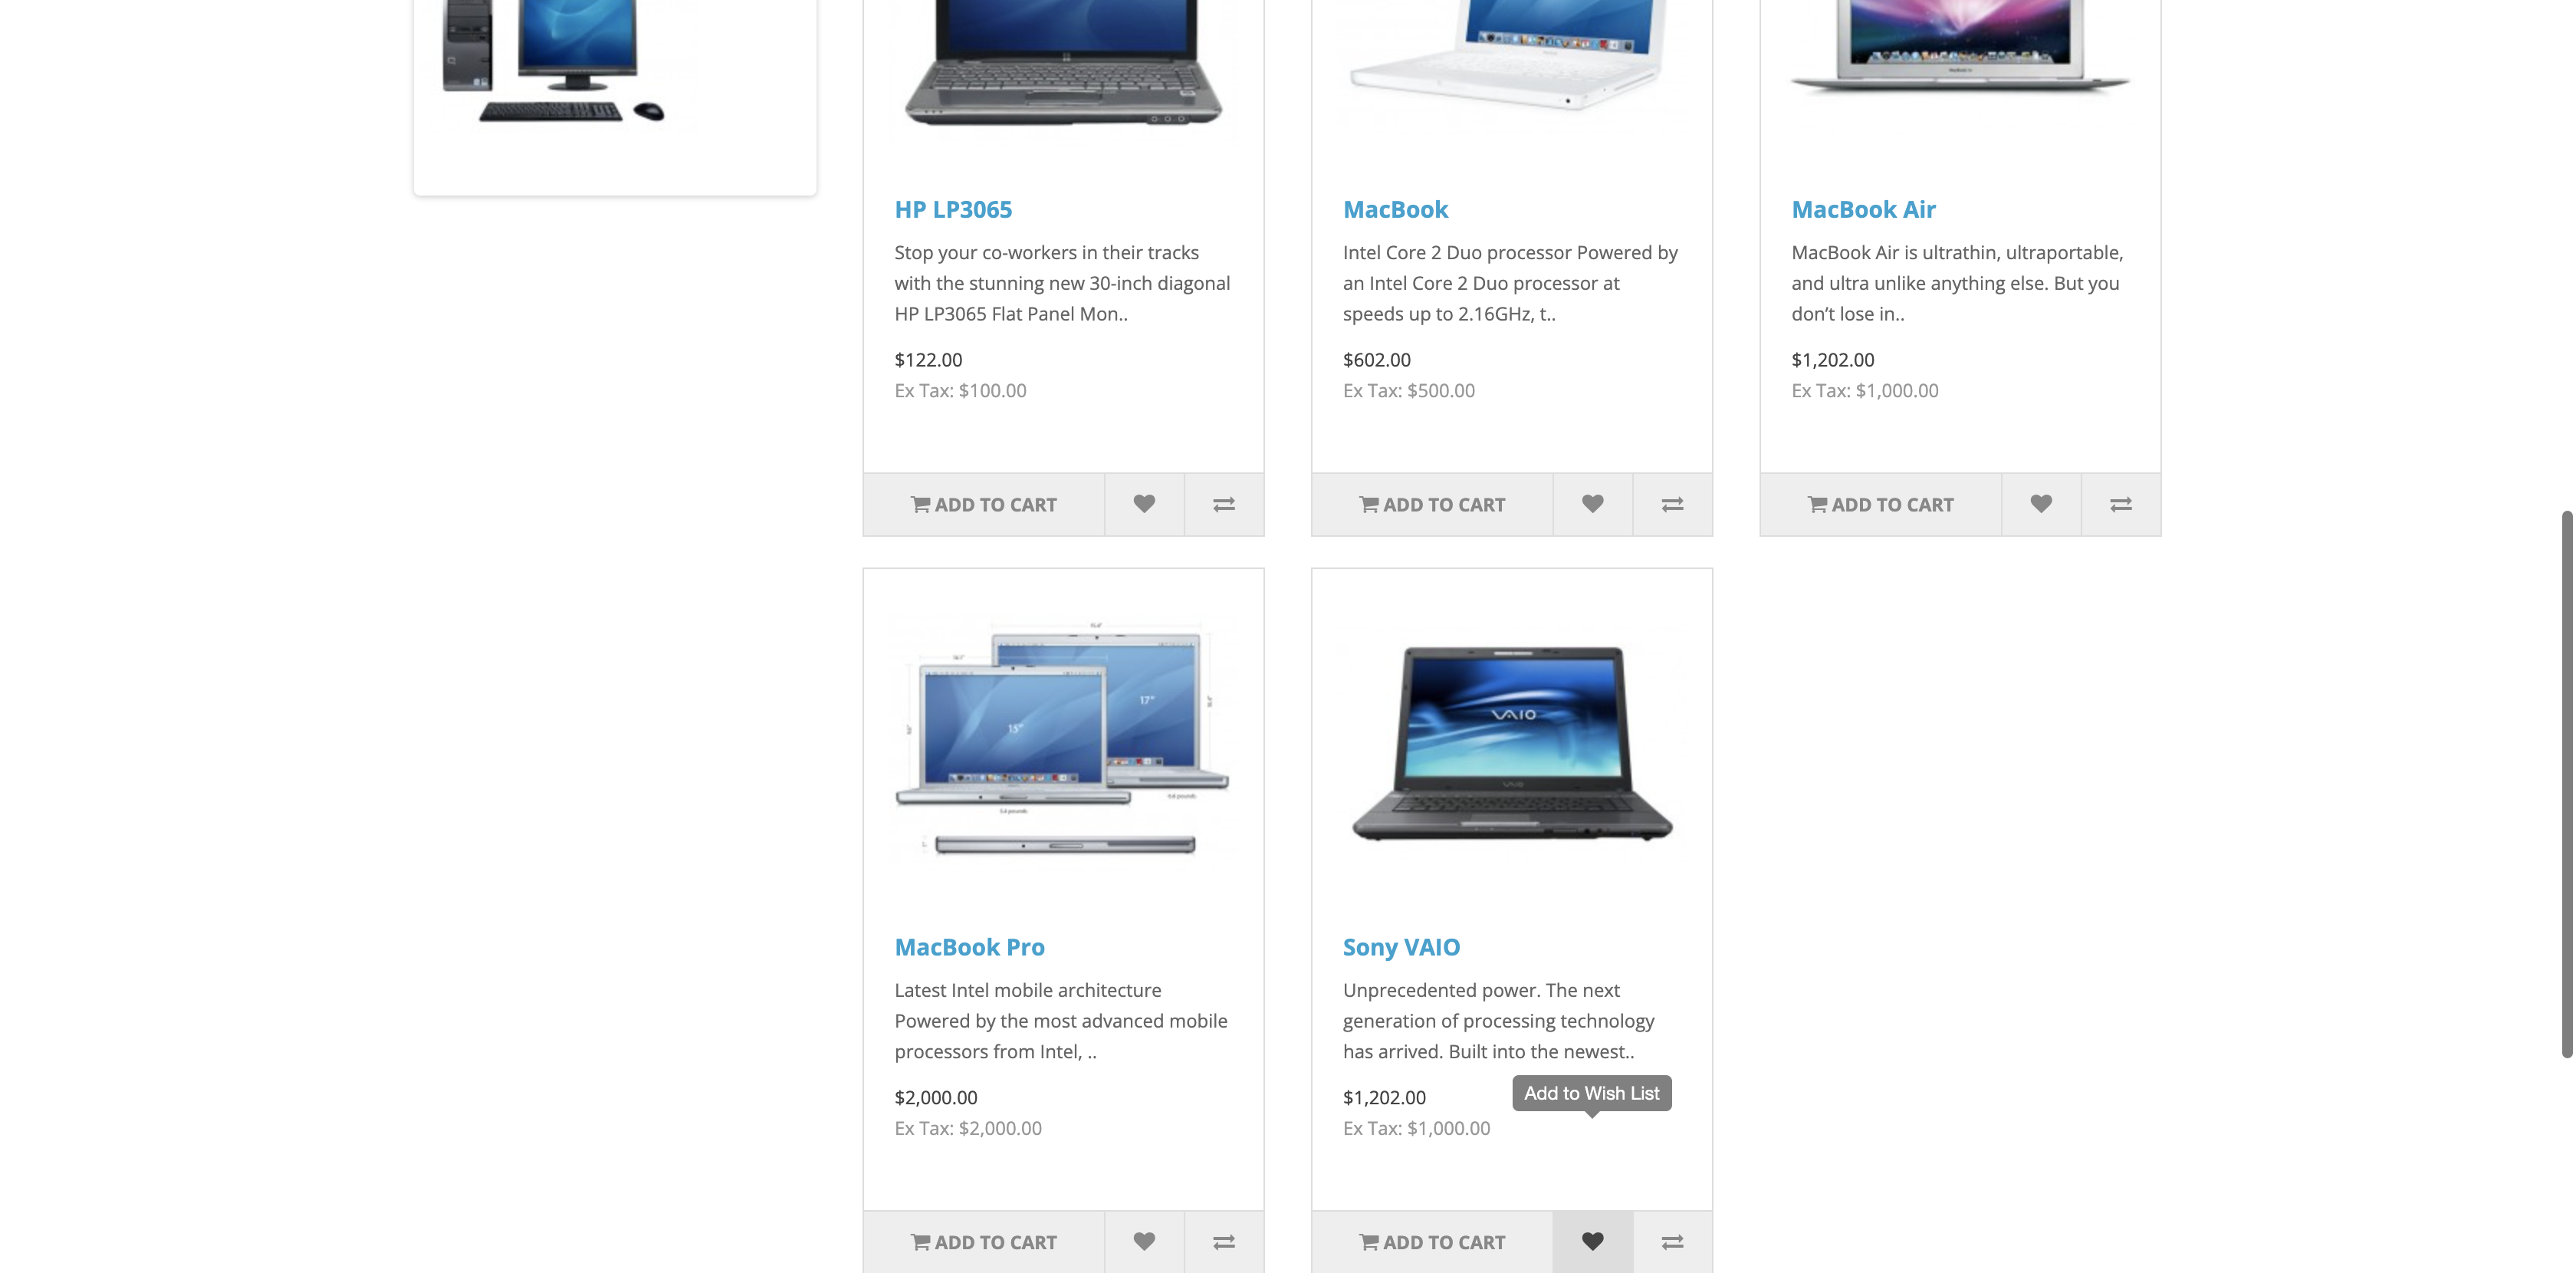 HP LP3065
Stop your co-workers in their tracks
with the stunning new 30-inch diagonal
HP LP3065 Flat Panel Mon..
$122.00
Ex Tax: $100.00
ADD TO CART
MacBook
Intel Core 2 Duo processor Powered by
an Intel Core 2 Duo processor at
speeds up to 2.16GHz, t..
$602.00
Ex Tax: $500.00
ADD TO CART
MacBook Air
MacBook Air is ultrathin, ultraportable,
and ultra unlike anything else. But you
don’t lose in..
$1,202.00
Ex Tax: $1,000.00
ADD TO CART
15"
17"
MacBook Pro
Latest Intel mobile architecture
Powered by the most advanced mobile
processors from Intel, ..
$2,000.00
Ex Tax: $2,000.00
ADD TO CART
VAIO
VAIO
Sony VAIO
Unprecedented power. The next
generation of processing technology
has arrived. Built into the newest..
$1,202.00
Add to Wish List
Ex Tax: $1,000.00
ADD TO CART